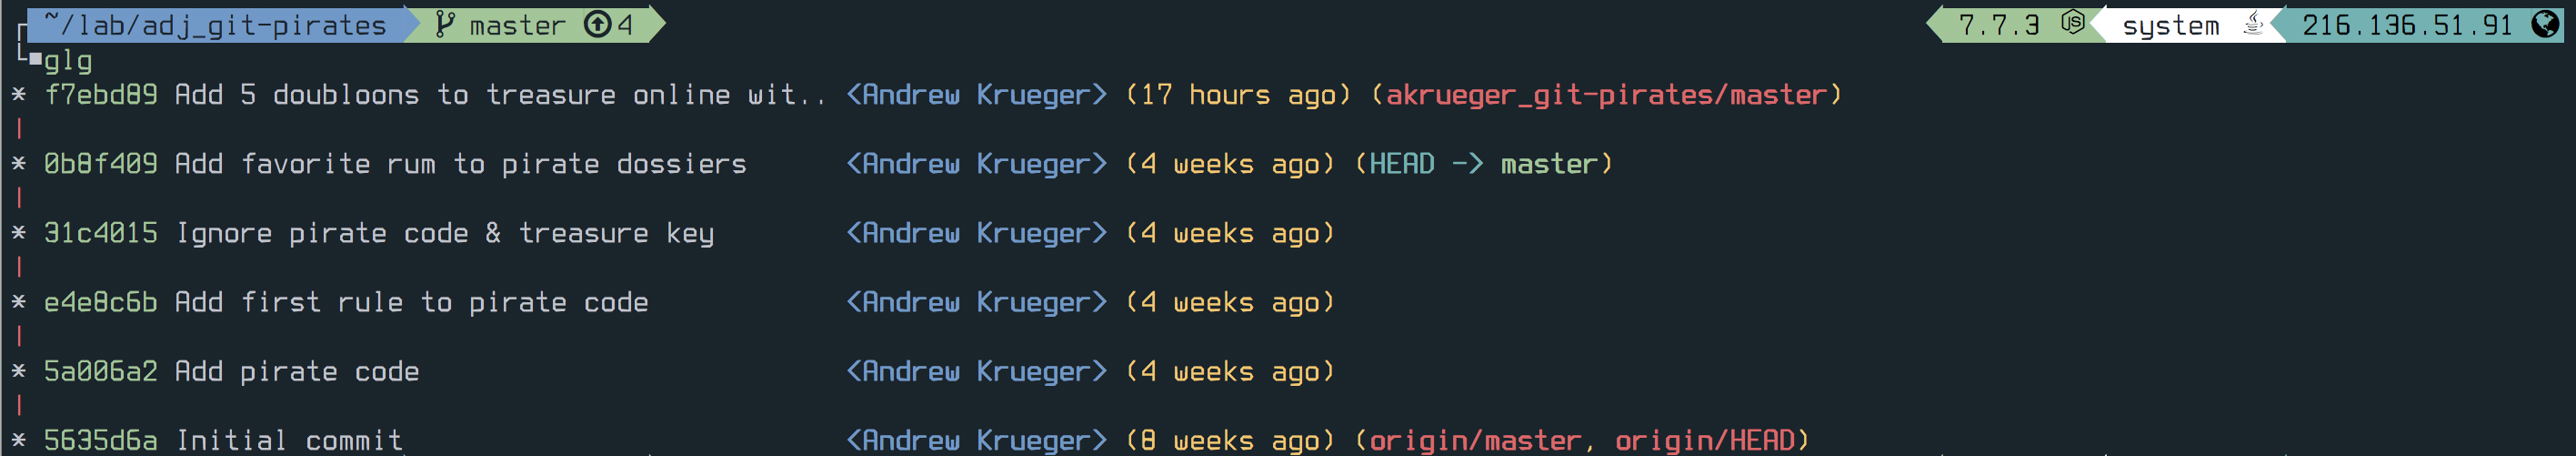 ~/lab/adj_git-pirates master 4 7.7.3 system 216.136.51.91
glg
* f7ebd89 Add 5 doubloons to treasure online wit.. <Andrew Krueger> (17 hours ago) (akrueger_git-pirates/master)
|
* 0b8f409 Add favorite rum to pirate dossiers <Andrew Krueger> (4 weeks ago) (HEAD -> master)
|
* 31c4015 Ignore pirate code & treasure key <Andrew Krueger> (4 weeks ago)
|
* e4e8c6b Add first rule to pirate code <Andrew Krueger> (4 weeks ago)
|
* 5a006a2 Add pirate code <Andrew Krueger> (4 weeks ago)
|
* 5635d6a Initial commit <Andrew Krueger> (8 weeks ago) (origin/master, origin/HEAD)